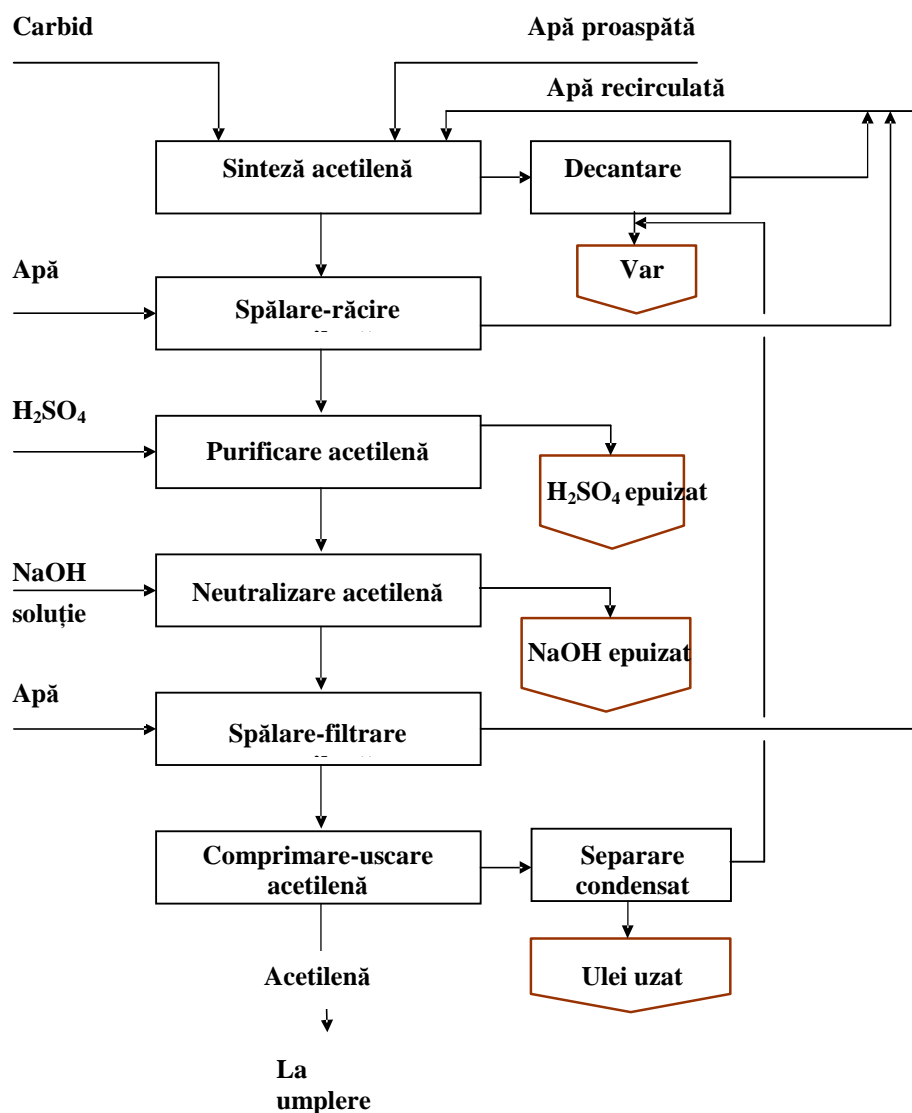 Carbid
Apă proaspătă
Apă recirculată
Sinteză acetilenă
Decantare
Apă
Var
Spălare-răcire
H₂SO₄
Purificare acetilenă
H₂SO₄ epuizat
NaOH
soluție
Neutralizare acetilenă
NaOH epuizat
Apă
Spălare-filtrare
Comprimare-uscare
acetilenă
Separare
condensat
Acetilenă
Ulei uzat
La
umplere